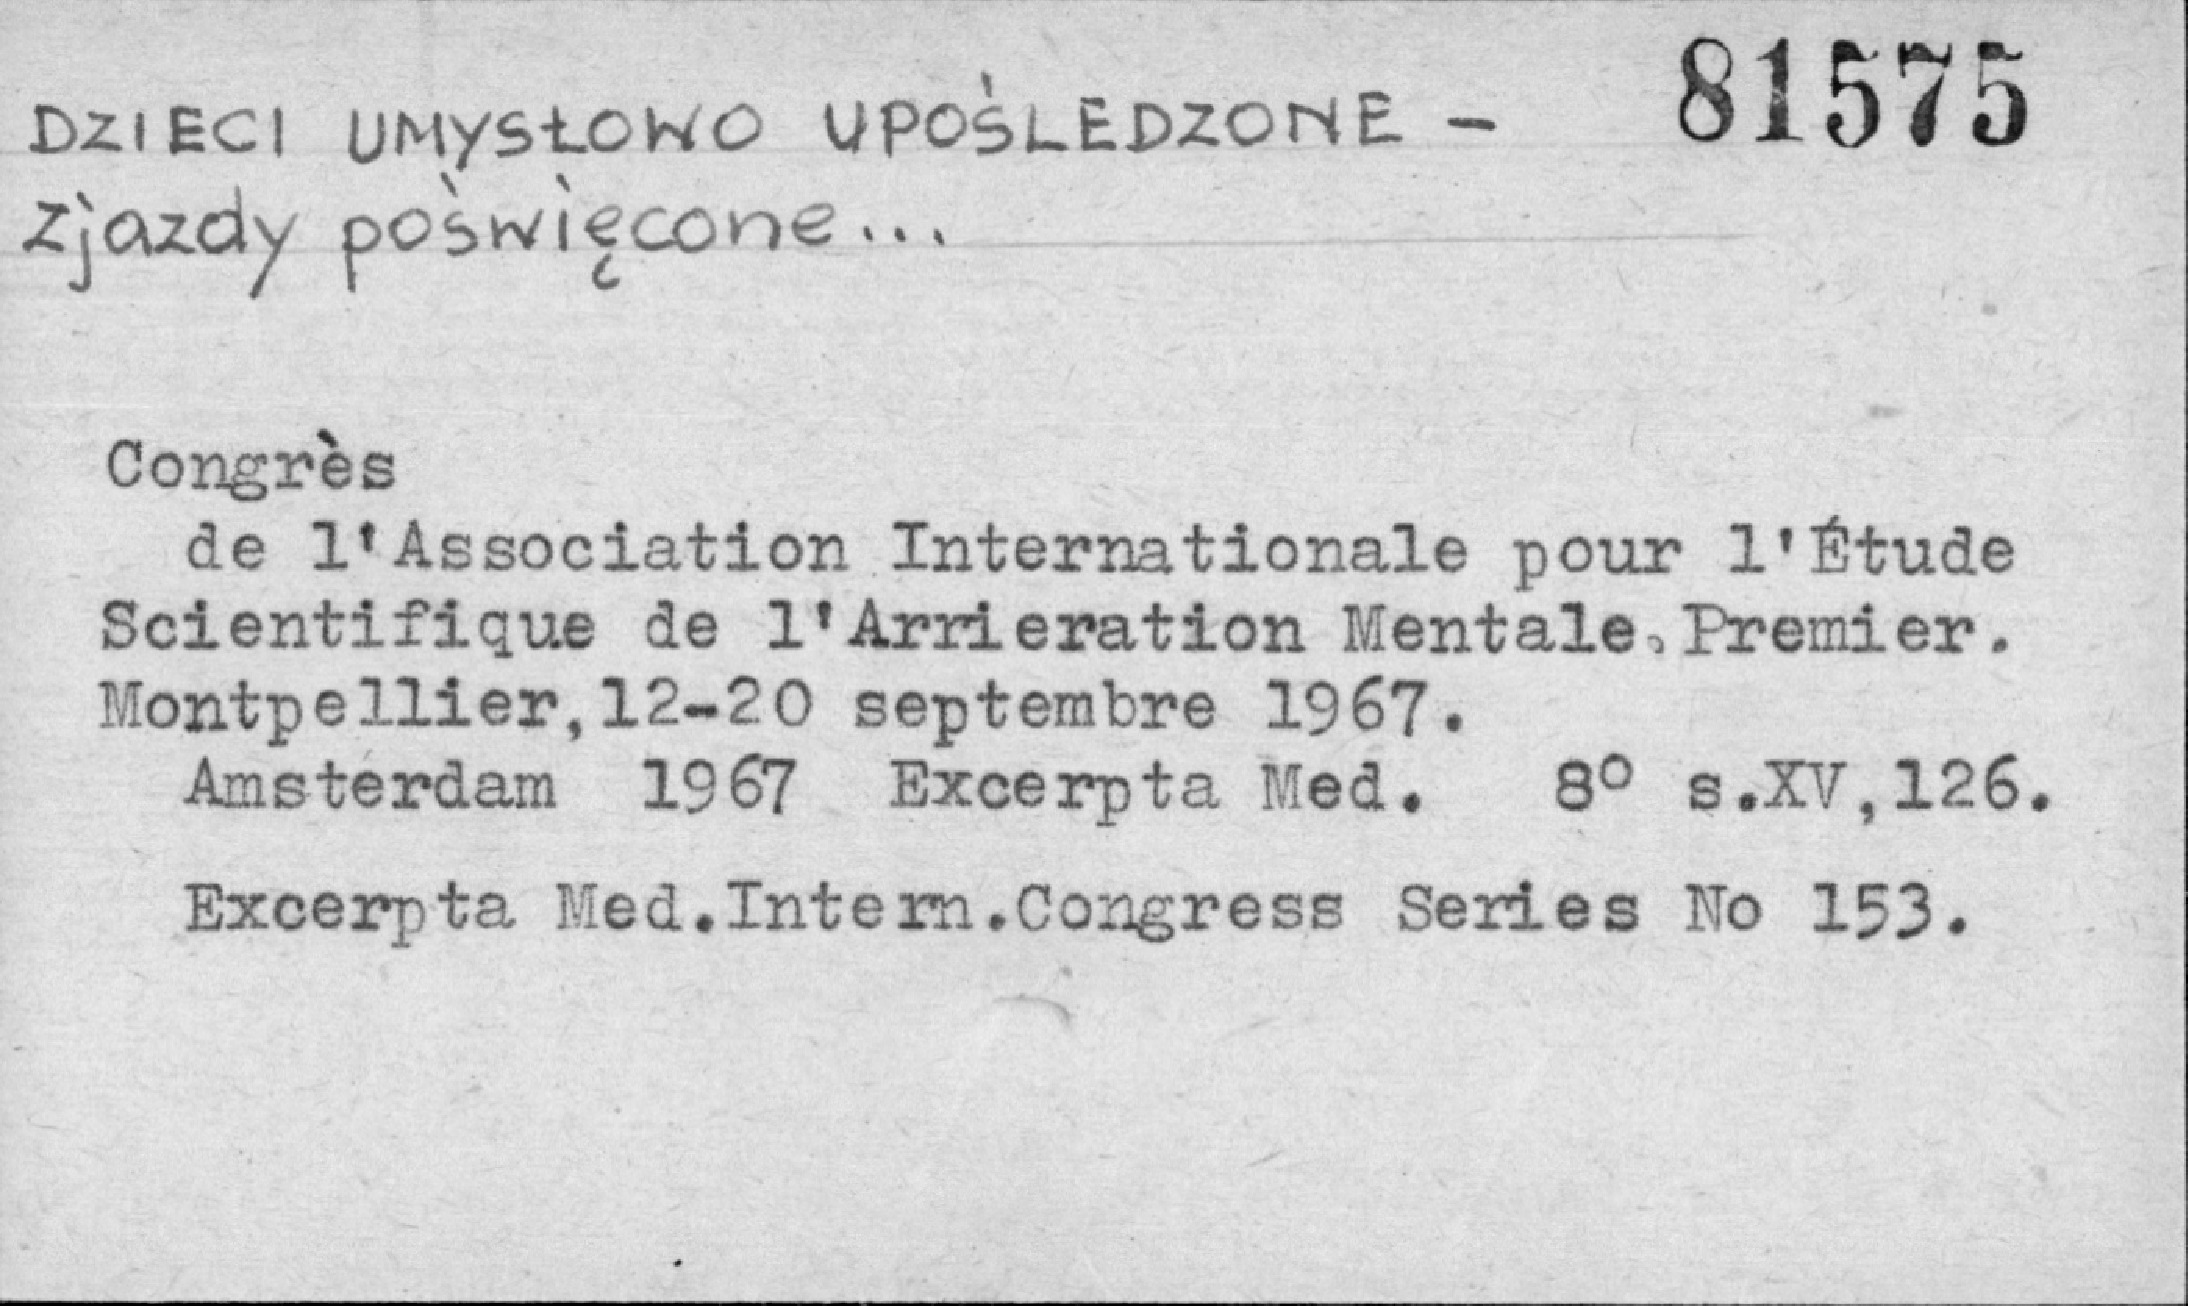 81575
DZIECI UMYSŁOWO UPOŚLEDZONE -
Zjazdy poświęcone...
Congrès
de l'Association Internationale pour l'Étude
Scientifique de l'Arrieration Mentale. Premier.
Montpellier,12-20 septembre 1967.
Amsterdam 1967 Excerpta Med. 8º s.XV,126.
Excerpta Med.Intern.Congress Series No 153.